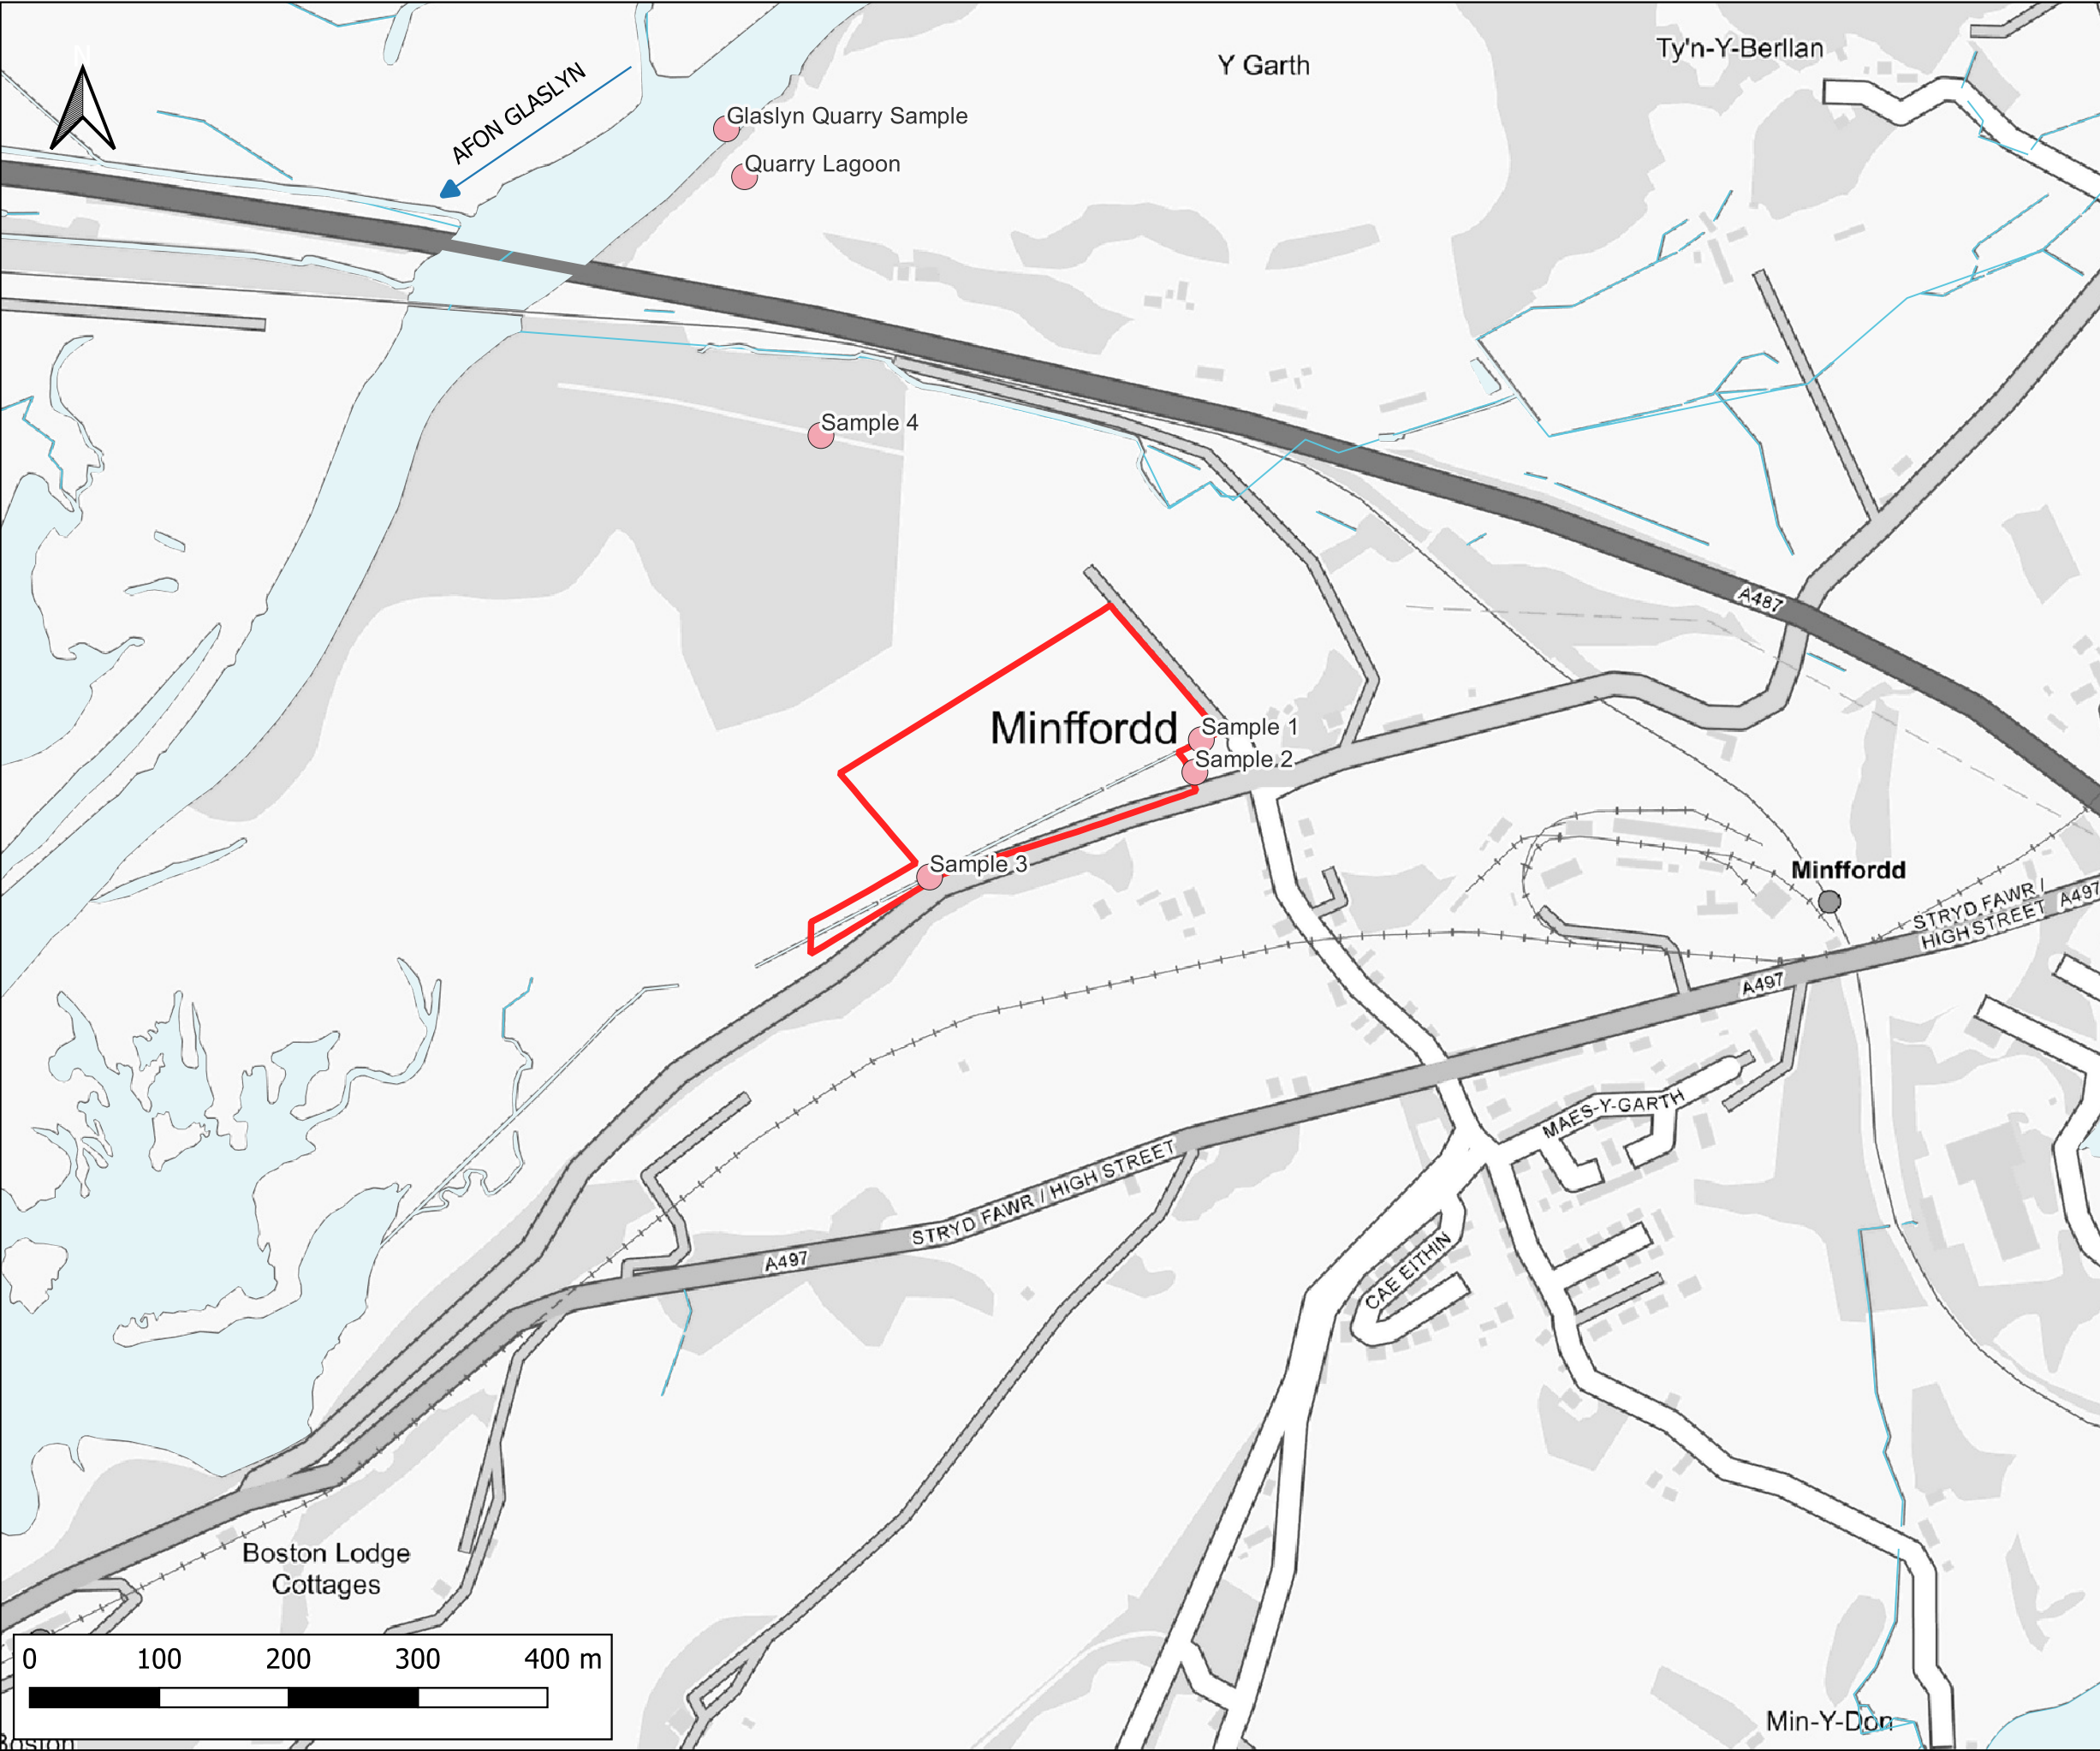 N
Y Garth
Ty'n-Y-Berllan
AFON GLASLYN
Glaslyn Quarry Sample
Quarry Lagoon
Sample 4
A487
Minffordd
Sample 1
Sample 2
Sample 3
Minffordd
STRYD FAWR /
HIGH STREET
A497
A497
MAES-Y-GARTH
STRYD FAWR / HIGH STREET
A497
CAE EITHIN
Boston Lodge
Cottages
0 100 200 300 400 m
Min-Y-Don
Boston